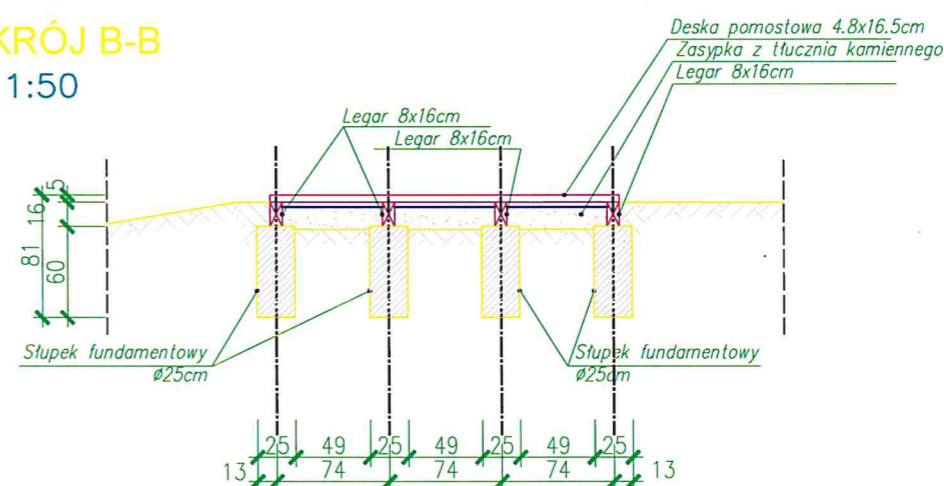 KRÓJ B-B
1:50
Deska pomostowa 4.8x16.5cm
Zasypka z tłucznia kamiennego
Legar 8x16cm
Legar 8x16cm
Legar 8x16cm
5
16
81
60
Słupek fundamentowy
ø25cm
Słupek fundamentowy
ø25cm
25 49 25 49 25 49 25
13 74 74 74 13